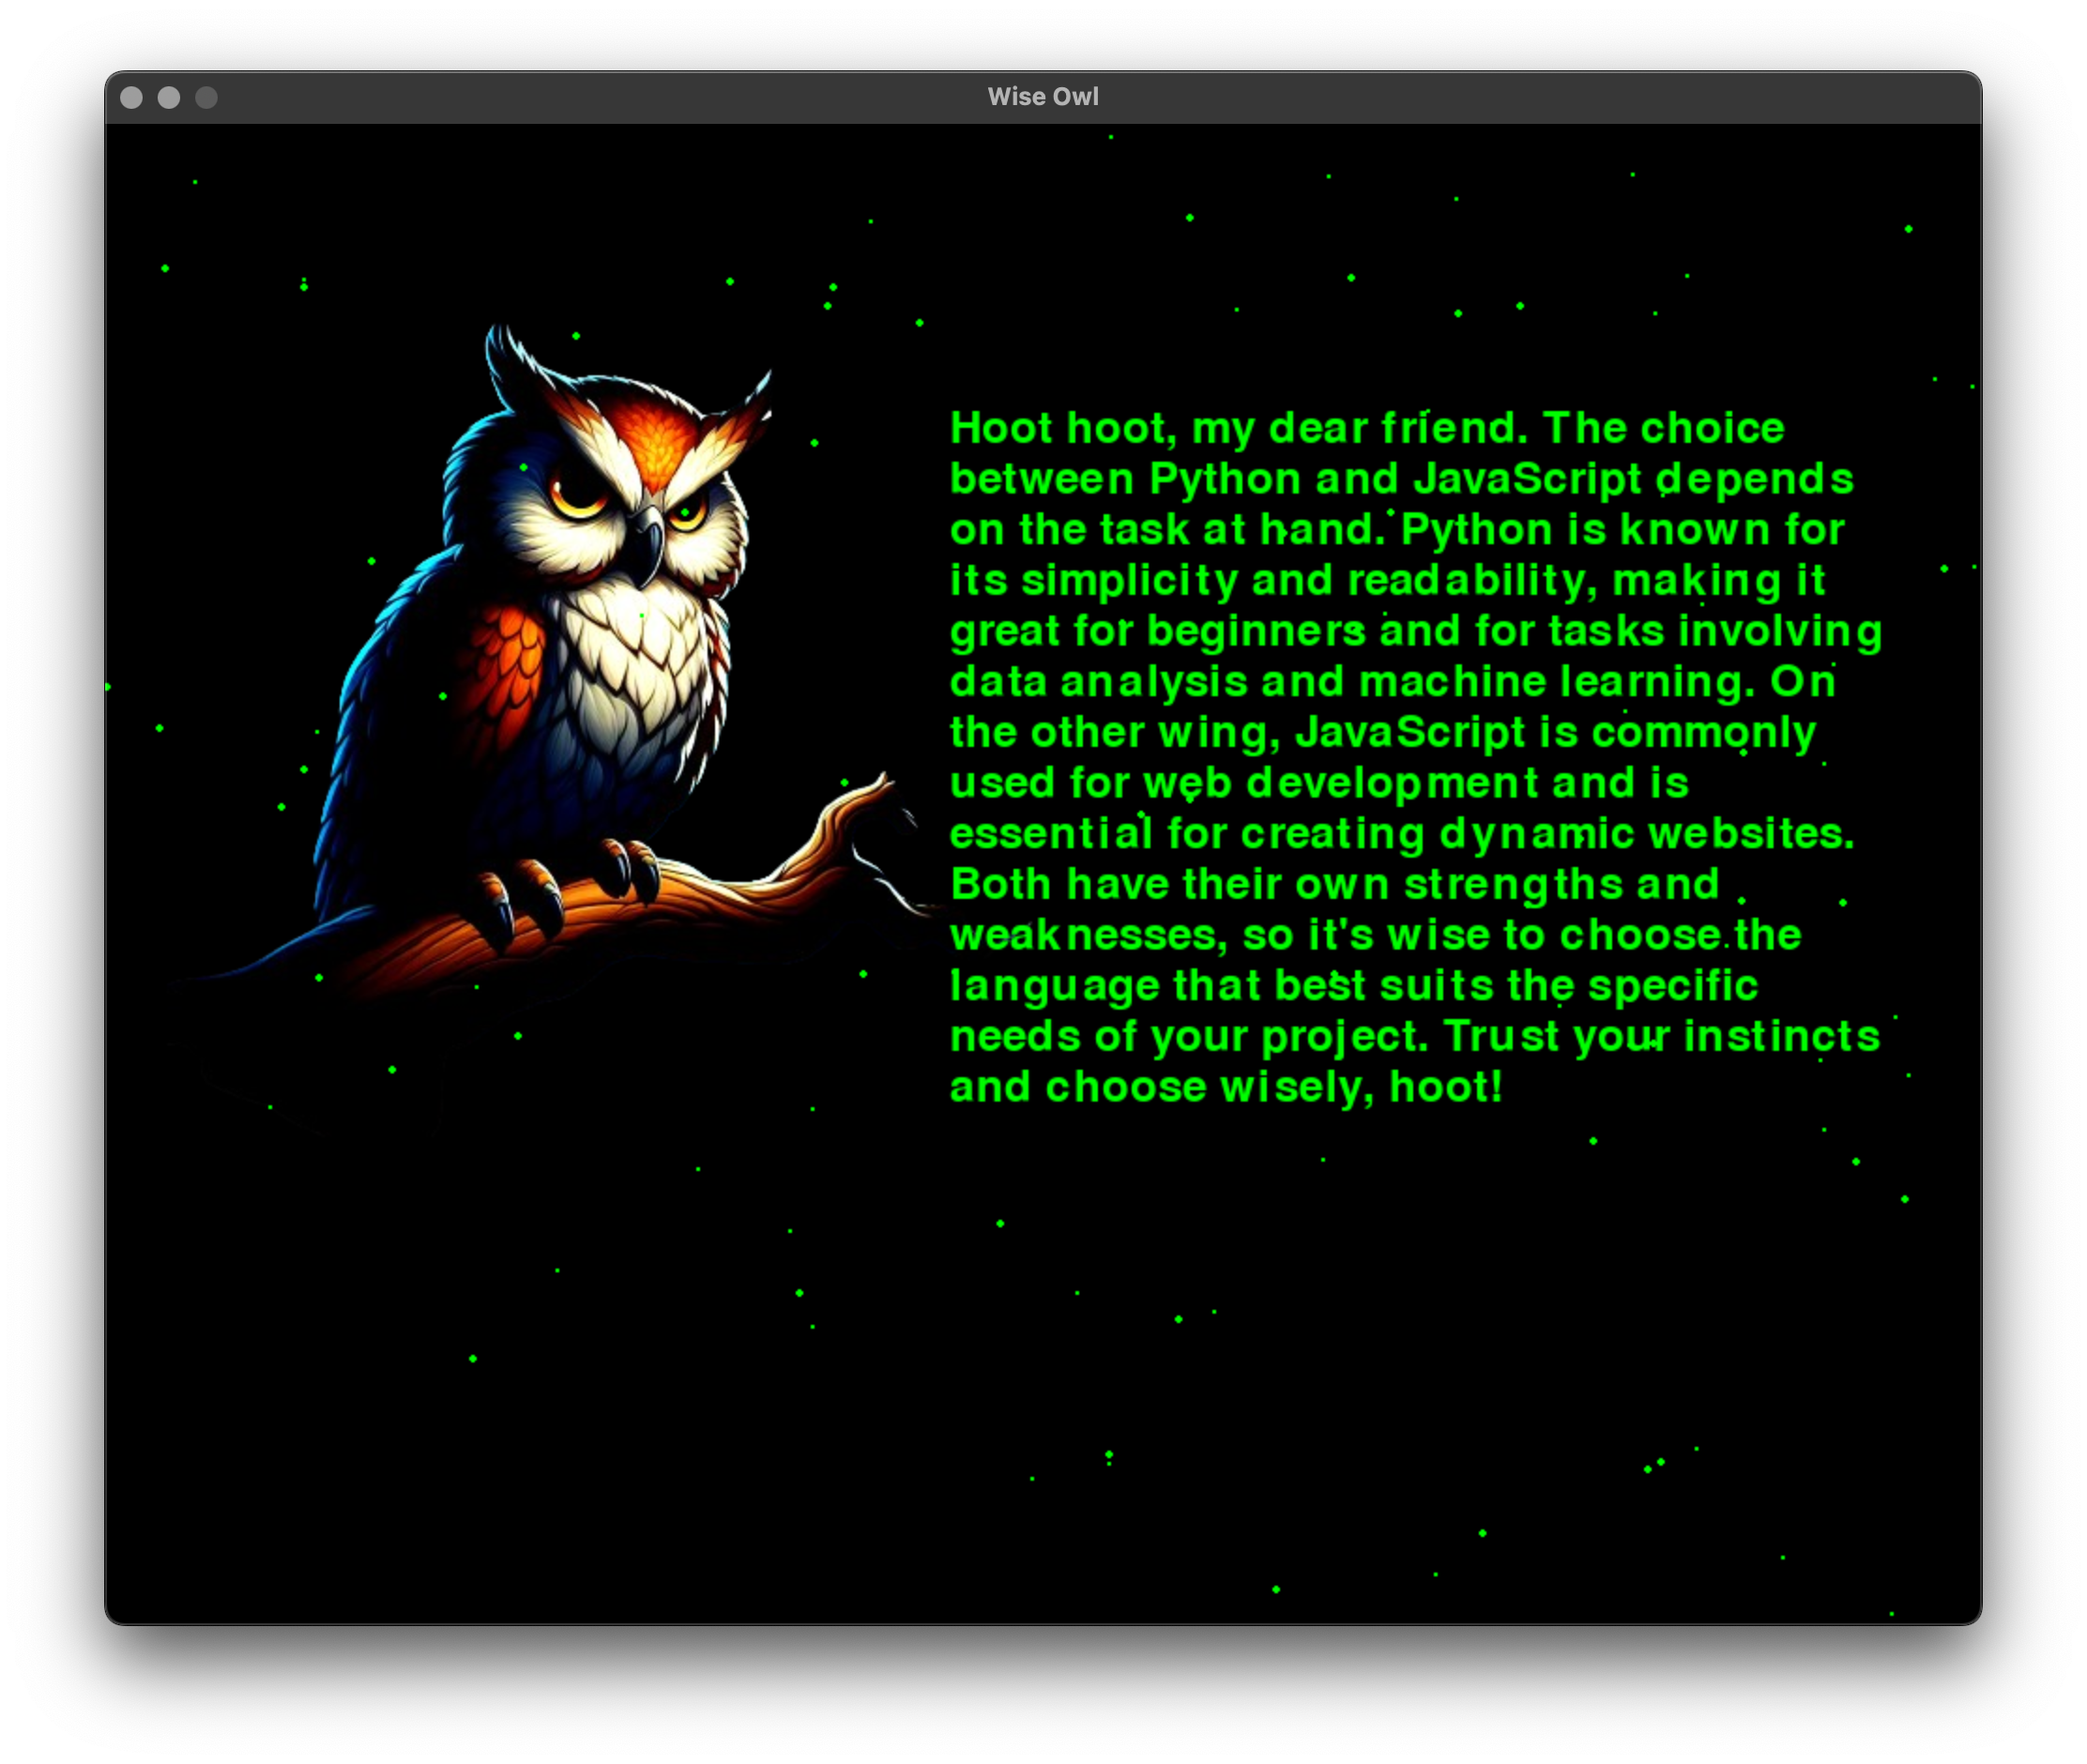 Wise Owl
Hoot hoot, my dear friend. The choice
between Python and JavaScript depends
on the task at hand. Python is known for
its simplicity and readability, making it
great for beginners and for tasks involving
data analysis and machine learning. On
the other wing, JavaScript is commonly
used for web development and is
essential for creating dynamic websites.
Both have their own strengths and
weaknesses, so it's wise to choose the
language that best suits the specific
needs of your project. Trust your instincts
and choose wisely, hoot!